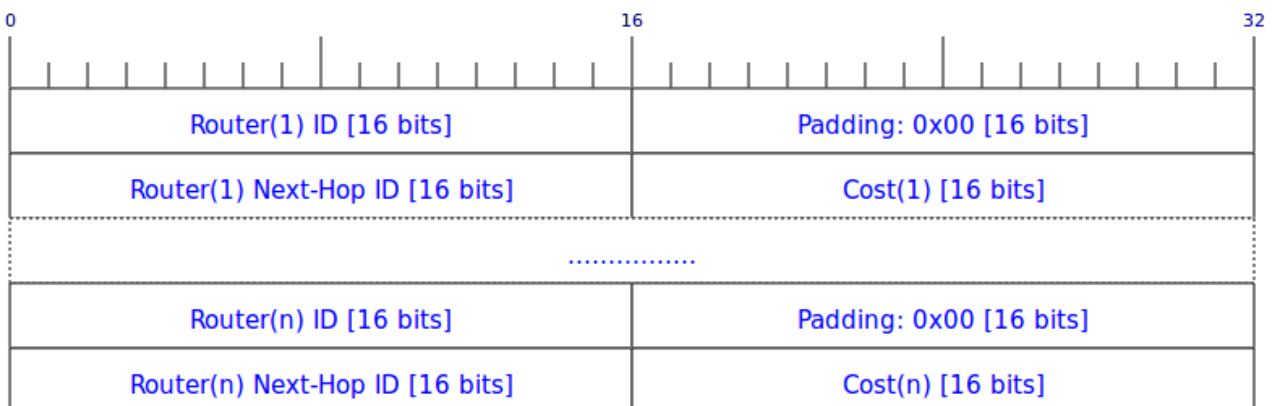 0 16 32
Router(1) ID [16 bits] Padding: 0x00 [16 bits]
Router(1) Next-Hop ID [16 bits] Cost(1) [16 bits]
................
Router(n) ID [16 bits] Padding: 0x00 [16 bits]
Router(n) Next-Hop ID [16 bits] Cost(n) [16 bits]